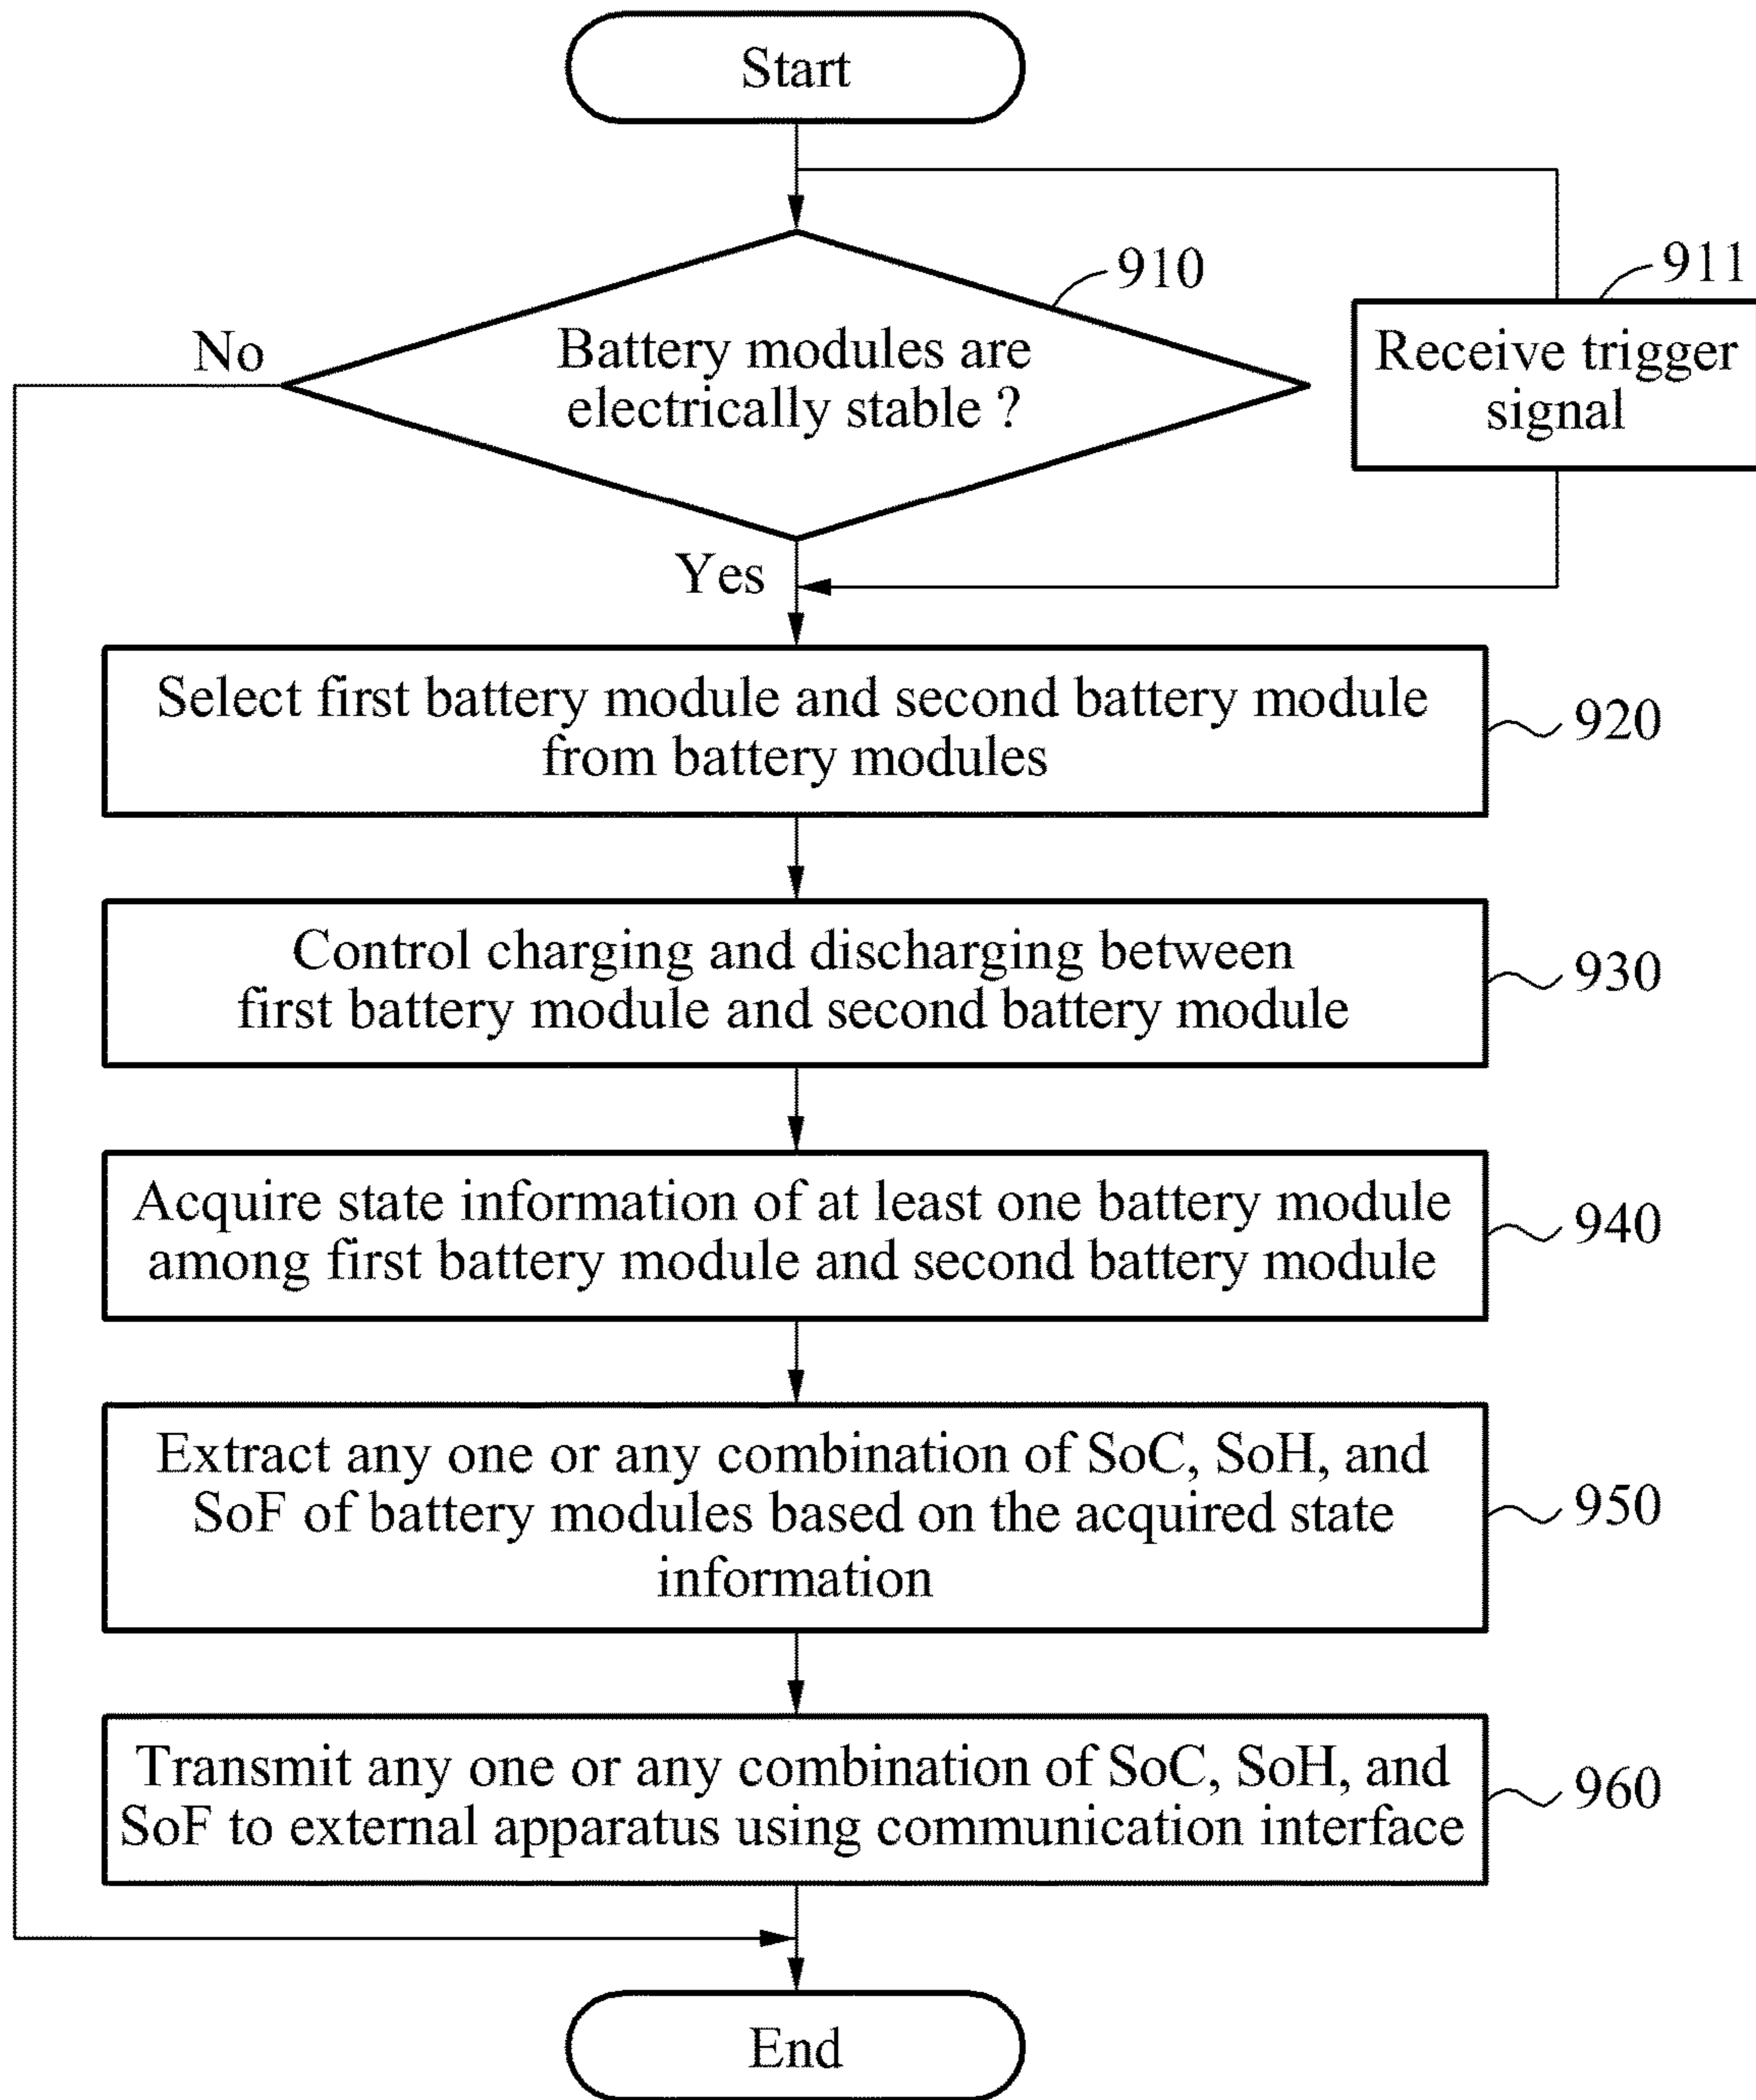 Start
910
911
No
Battery modules are
electrically stable ?
Receive trigger
signal
Yes
Select first battery module and second battery module
from battery modules
920
Control charging and discharging between
first battery module and second battery module
930
Acquire state information of at least one battery module
among first battery module and second battery module
940
Extract any one or any combination of SoC, SoH, and
SoF of battery modules based on the acquired state
information
950
Transmit any one or any combination of SoC, SoH, and
SoF to external apparatus using communication interface
960
End